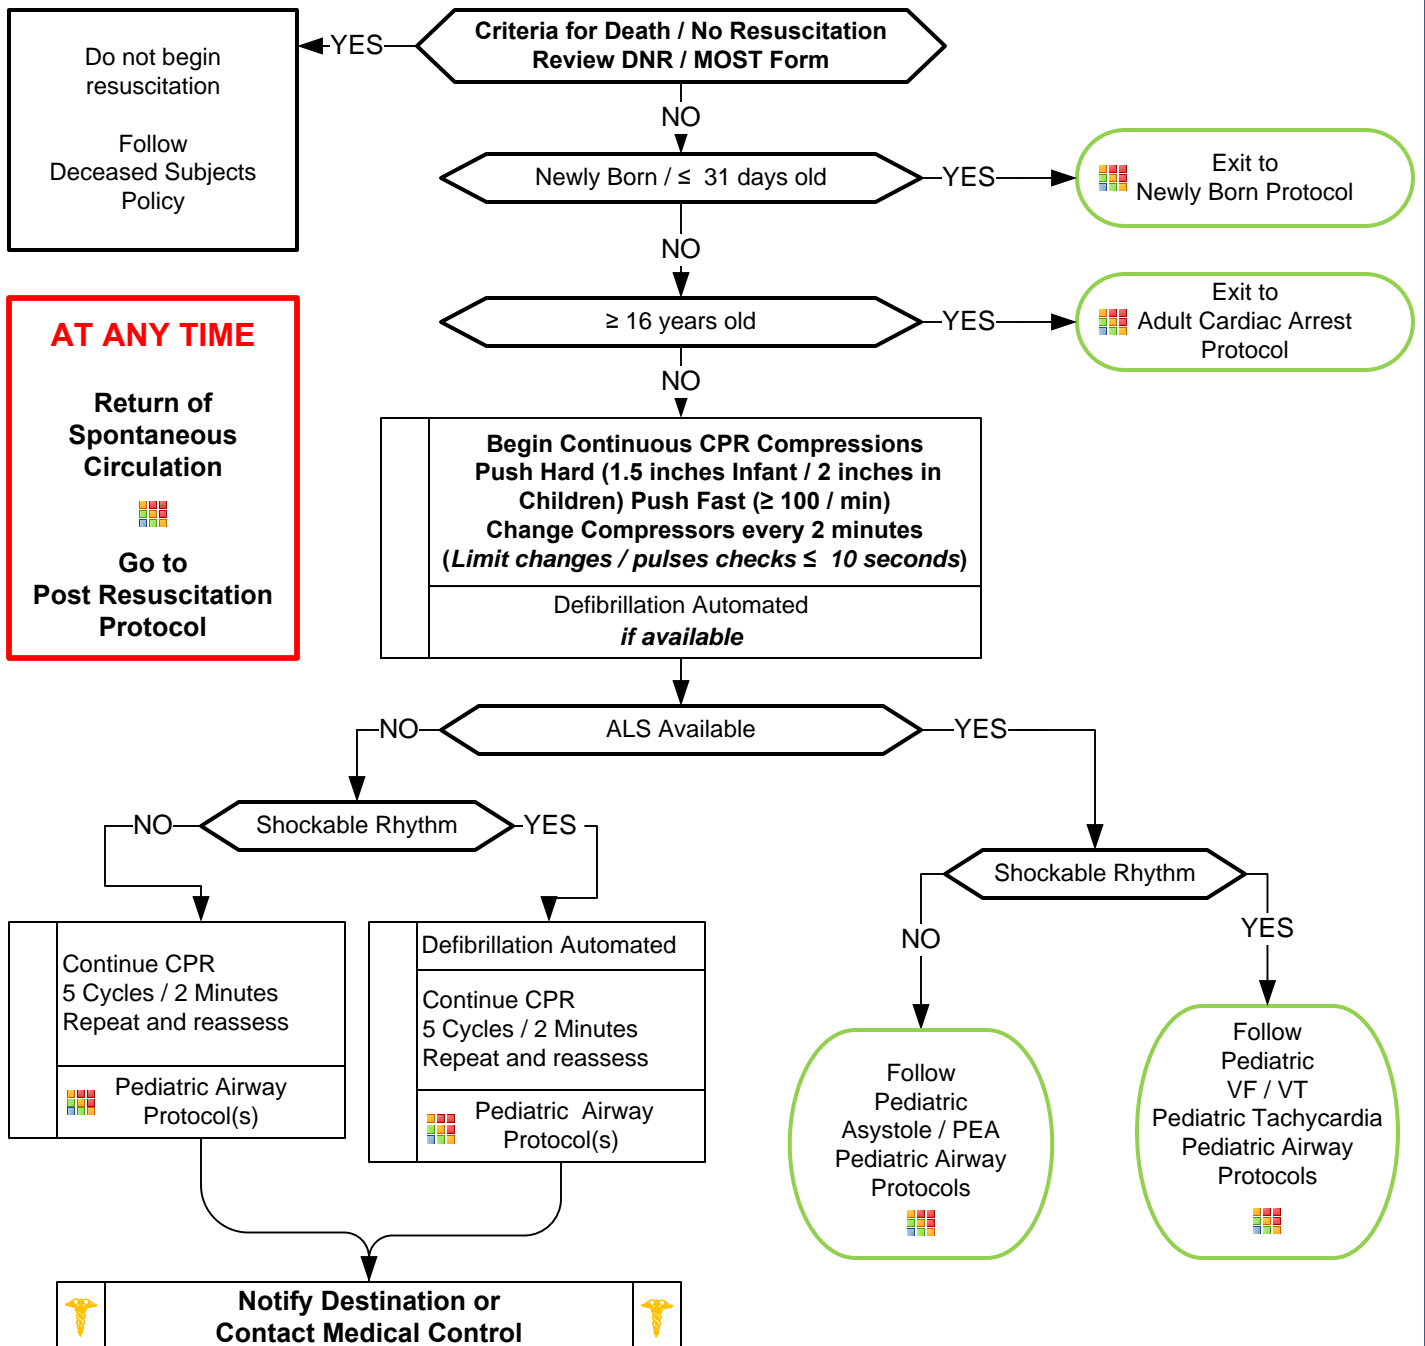 Criteria for Death / No Resuscitation
Review DNR / MOST Form
YES
Do not begin
resuscitation
Follow
Deceased Subjects
Policy
NO
Newly Born / ≤ 31 days old
YES
Exit to
Newly Born Protocol
NO
≥ 16 years old
YES
Exit to
Adult Cardiac Arrest
Protocol
NO
AT ANY TIME
Return of
Spontaneous
Circulation
Go to
Post Resuscitation
Protocol
Begin Continuous CPR Compressions
Push Hard (1.5 inches Infant / 2 inches in
Children) Push Fast (≥ 100 / min)
Change Compressors every 2 minutes
(Limit changes / pulses checks ≤ 10 seconds)
Defibrillation Automated
if available
ALS Available
NO
YES
Shockable Rhythm
NO
YES
Continue CPR
5 Cycles / 2 Minutes
Repeat and reassess
Pediatric Airway
Protocol(s)
Defibrillation Automated
Continue CPR
5 Cycles / 2 Minutes
Repeat and reassess
Pediatric Airway
Protocol(s)
Shockable Rhythm
NO
YES
Follow
Pediatric
Asystole / PEA
Pediatric Airway
Protocols
Follow
Pediatric
VF / VT
Pediatric Tachycardia
Pediatric Airway
Protocols
Notify Destination or
Contact Medical Control